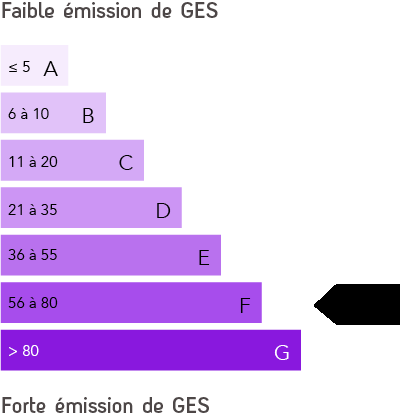 Faible émission de GES
≤ 5 A
6 à 10 B
11 à 20 C
21 à 35 D
36 à 55 E
56 à 80 F
> 80 G
Forte émission de GES